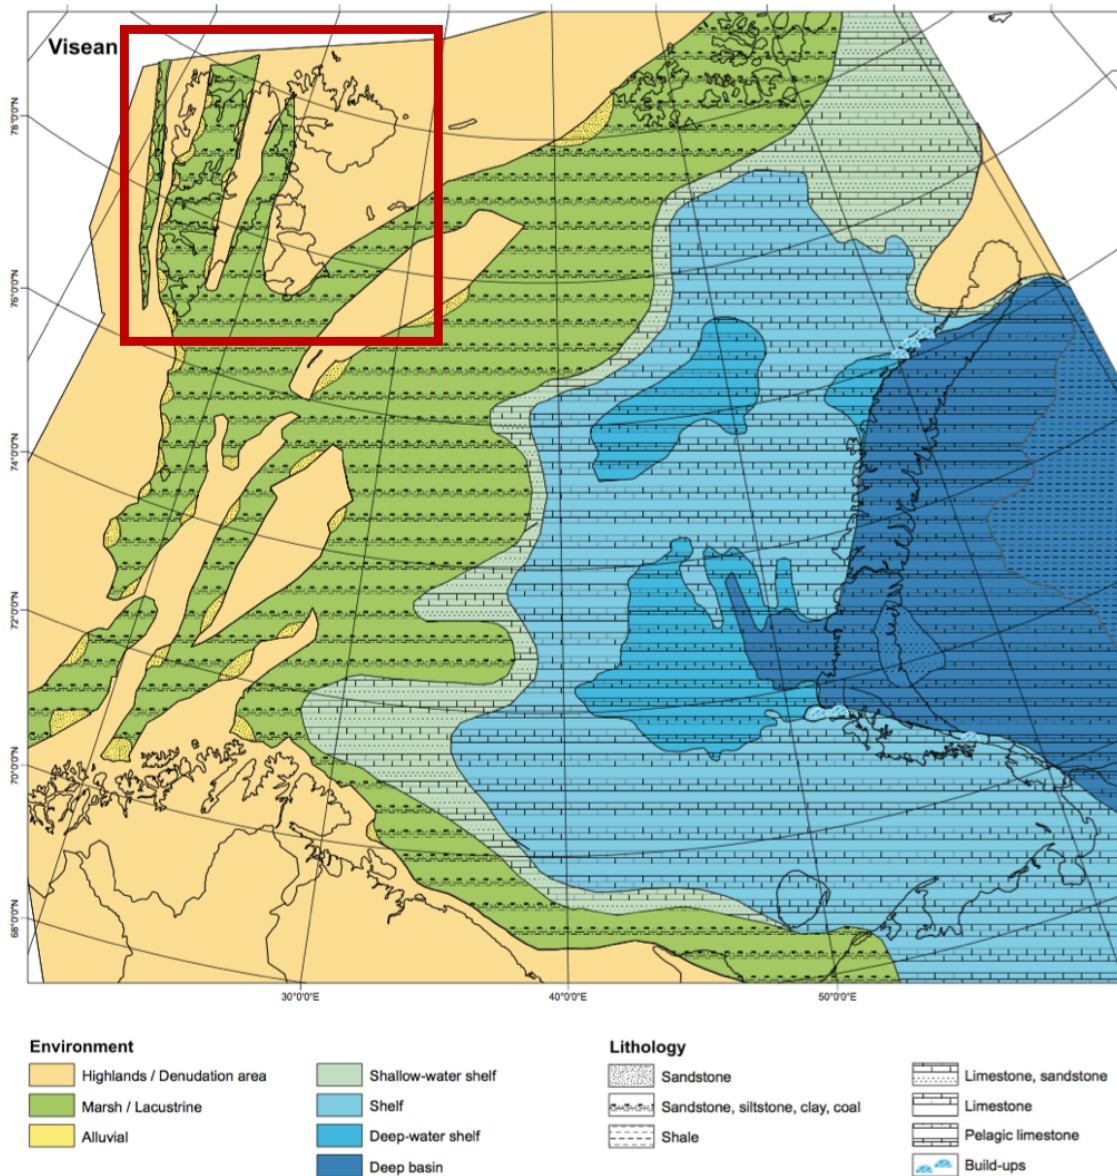 Visean
78°0'0"N
76°0'0"N
74°0'0"N
72°0'0"N
70°0'0"N
68°0'0"N
30°0'0"E
40°0'0"E
50°0'0"E
Environment
Highlands / Denudation area
Marsh / Lacustrine
Alluvial
Shallow-water shelf
Shelf
Deep-water shelf
Deep basin
Lithology
Sandstone
Sandstone, siltstone, clay, coal
Shale
Limestone, sandstone
Limestone
Pelagic limestone
Build-ups